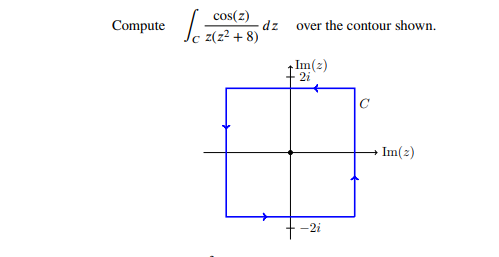 Compute ∫_C cos(z) / z(z² + 8) dz over the contour shown.
Im(z)
2i
C
Im(z)
−2i